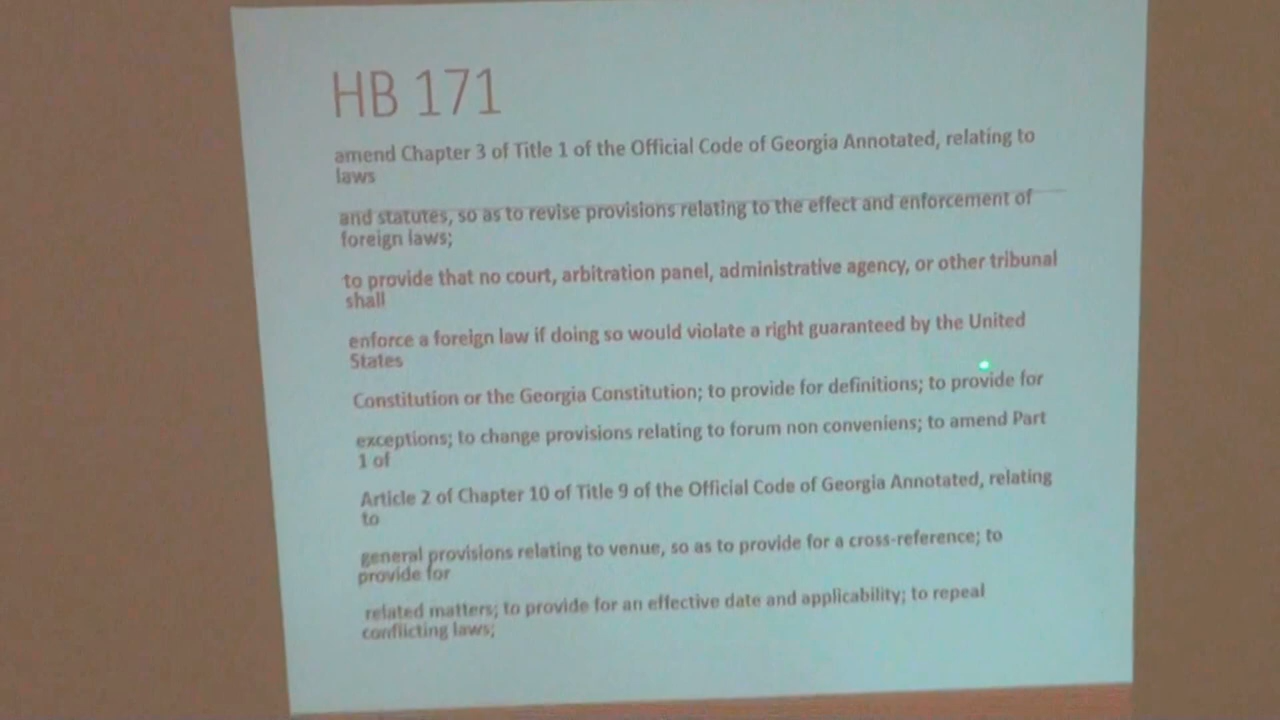 HB 171
amend Chapter 3 of Title 1 of the Official Code of Georgia Annotated, relating to
laws
and statutes, so as to revise provisions relating to the effect and enforcement of
foreign laws;
to provide that no court, arbitration panel, administrative agency, or other tribunal
shall
enforce a foreign law if doing so would violate a right guaranteed by the United
States
Constitution or the Georgia Constitution; to provide for definitions; to provide for
exceptions; to change provisions relating to forum non conveniens; to amend Part
1 of
Article 2 of Chapter 10 of Title 9 of the Official Code of Georgia Annotated, relating
to
general provisions relating to venue, so as to provide for a cross-reference; to
provide for
related matters; to provide for an effective date and applicability; to repeal
conflicting laws;